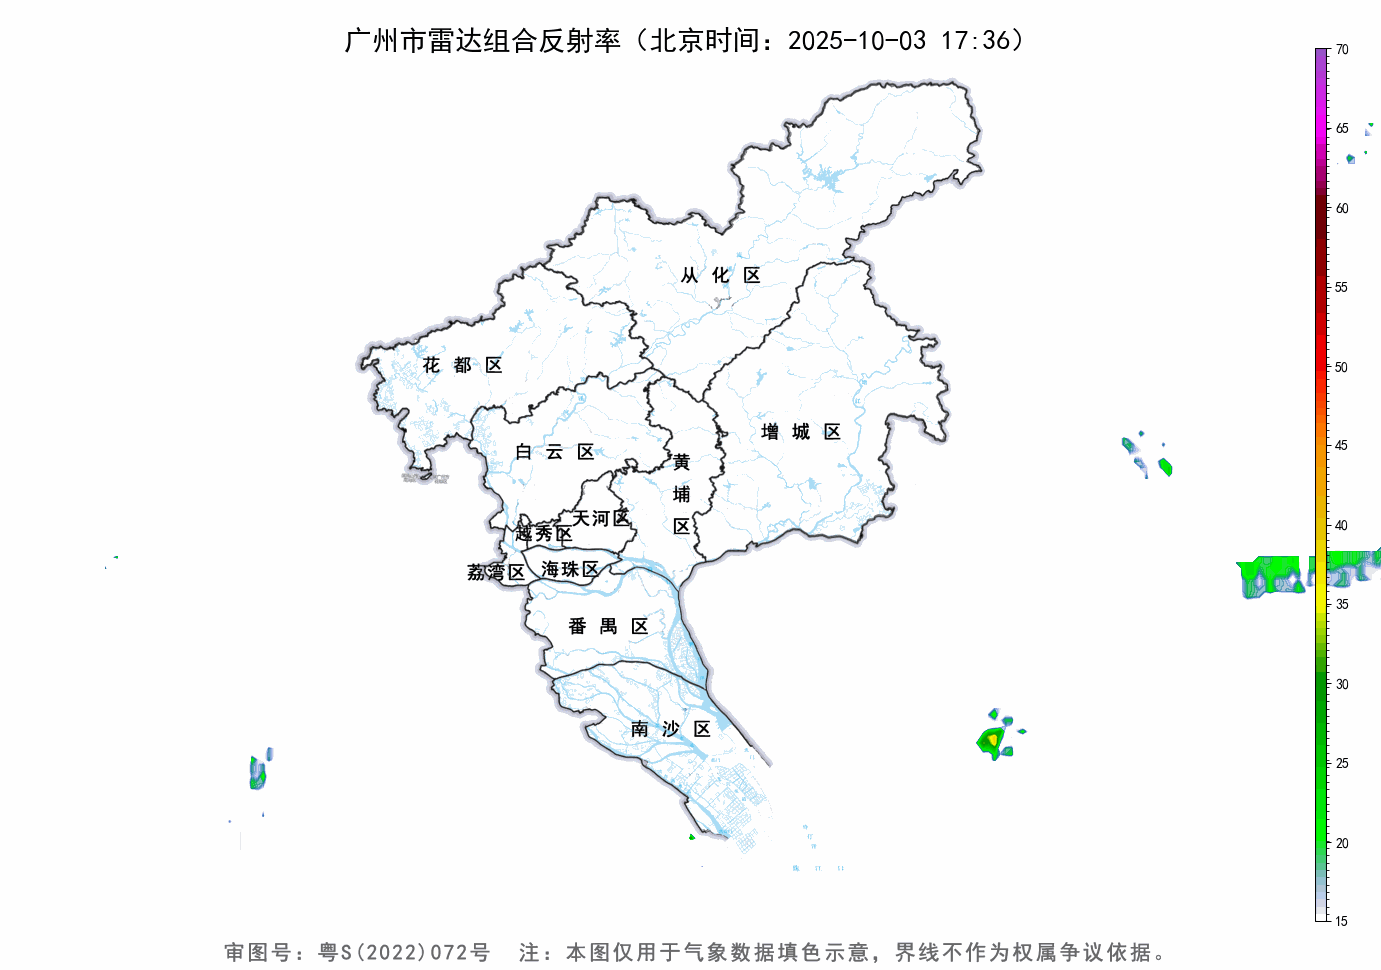 广州市雷达组合反射率（北京时间：2025-10-03 17:36）
70
65
60
55
50
45
40
35
30
25
20
15
从化区
花都区
增城区
白云区
黄埔区
天河区
越秀区
荔湾区
海珠区
番禺区
南沙区
审图号：粤S(2022)072号　注：本图仅用于气象数据填色示意，界线不作为权属争议依据。